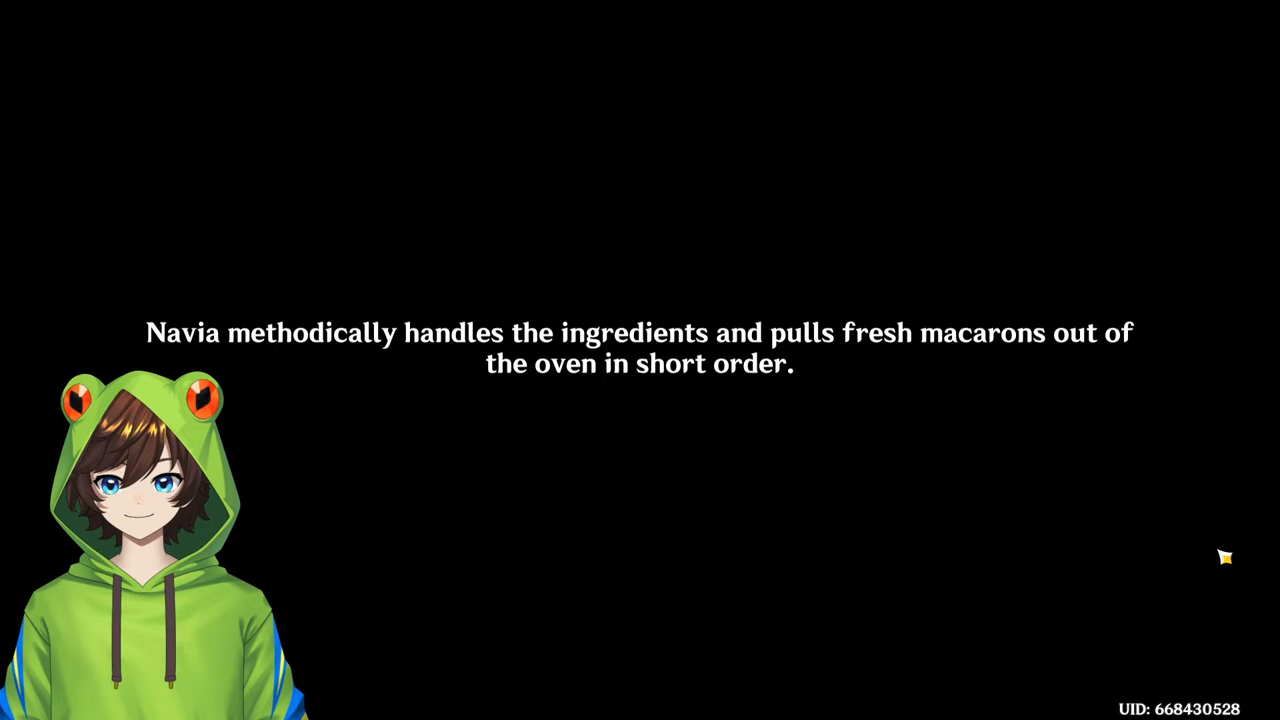 Navia methodically handles the ingredients and pulls fresh macarons out of
the oven in short order.
UID: 668430528